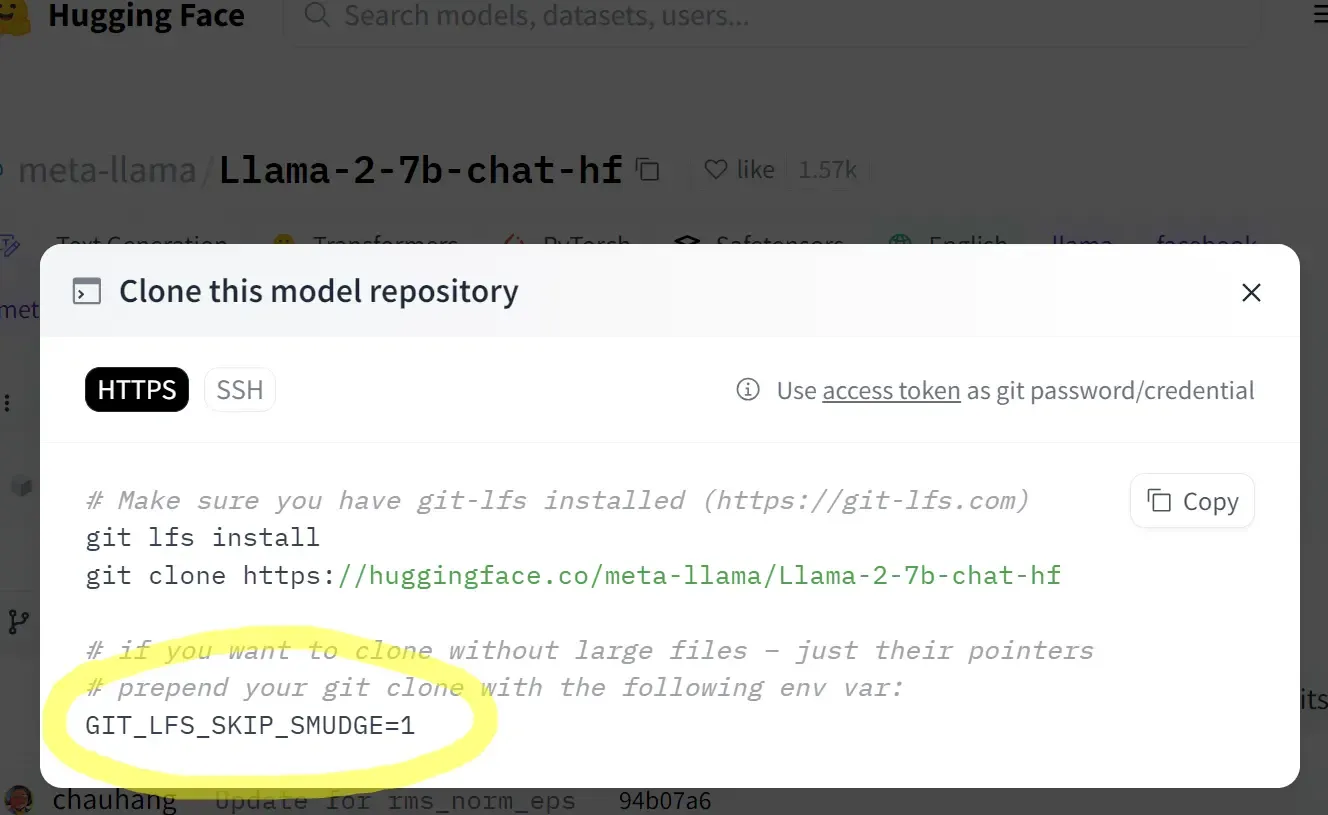 Hugging Face
Search models, datasets, users...
meta-llama/Llama-2-7b-chat-hf
like 1.57k
Text Generation Transformers PyTorch Safetensors English llama facebook
met
Clone this model repository
HTTPS SSH
Use access token as git password/credential
# Make sure you have git-lfs installed (https://git-lfs.com)
Copy
git lfs install
git clone https://huggingface.co/meta-llama/Llama-2-7b-chat-hf
# if you want to clone without large files – just their pointers
# prepend your git clone with the following env var:
GIT_LFS_SKIP_SMUDGE=1
its
chauhang Update for rms_norm_eps 94b07a6